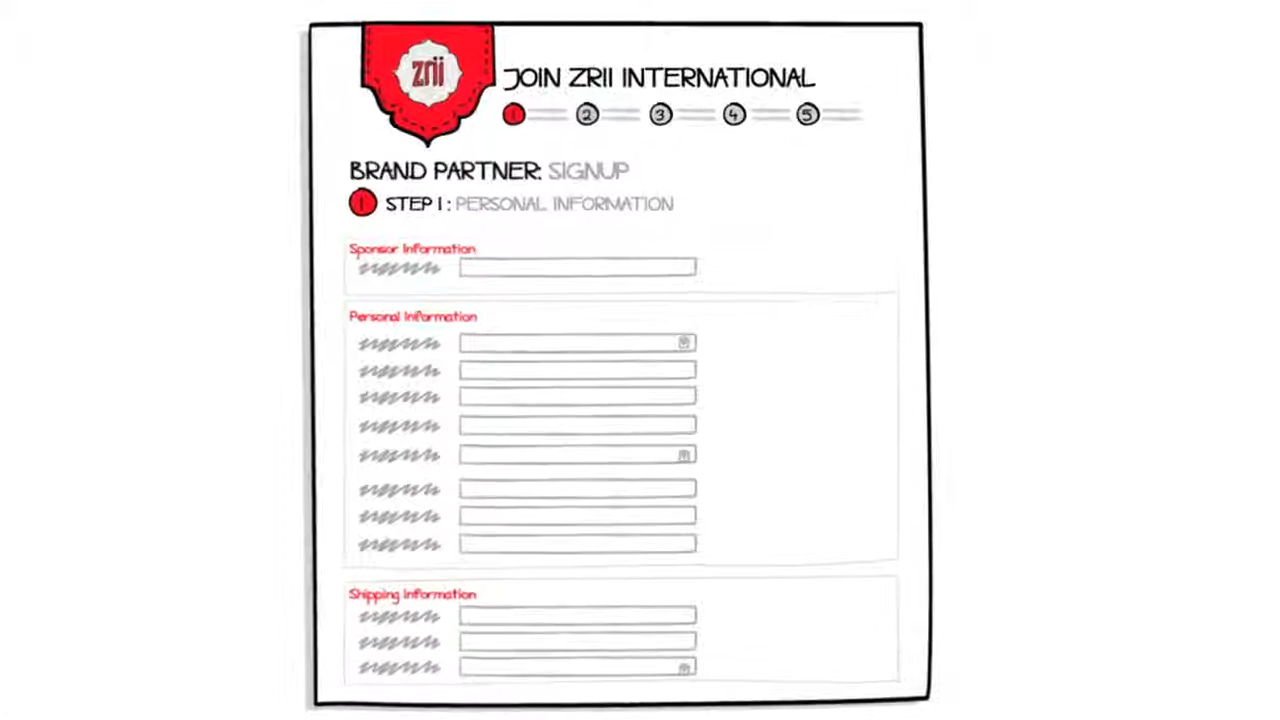 zrii
JOIN ZRII INTERNATIONAL
1 2 3 4 5
BRAND PARTNER: SIGNUP
1 STEP 1: PERSONAL INFORMATION
Sponsor Information
Personal Information
Shipping Information